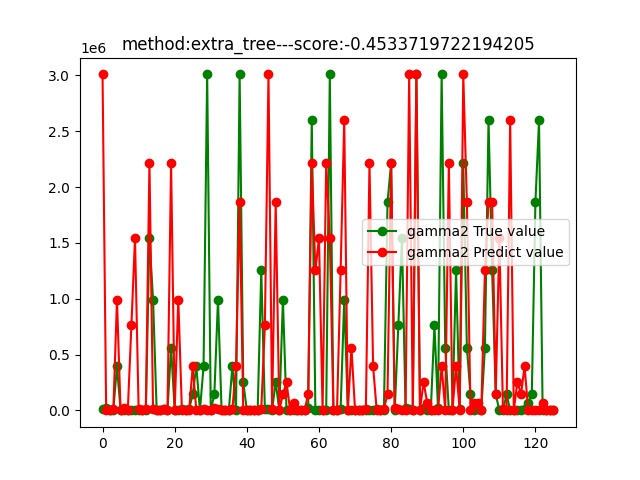 method:extra_tree---score:-0.4533719722194205
1e6
3.0
2.5
2.0
1.5
1.0
0.5
0.0
gamma2 True value
gamma2 Predict value
0 20 40 60 80 100 120